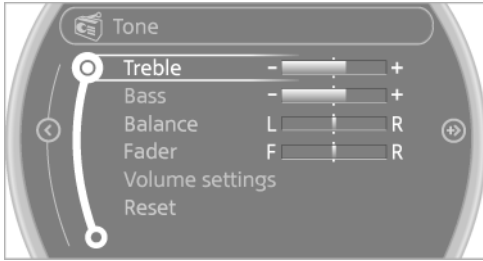 Tone
Treble - +
Bass - +
Balance L R
Fader F R
Volume settings
Reset